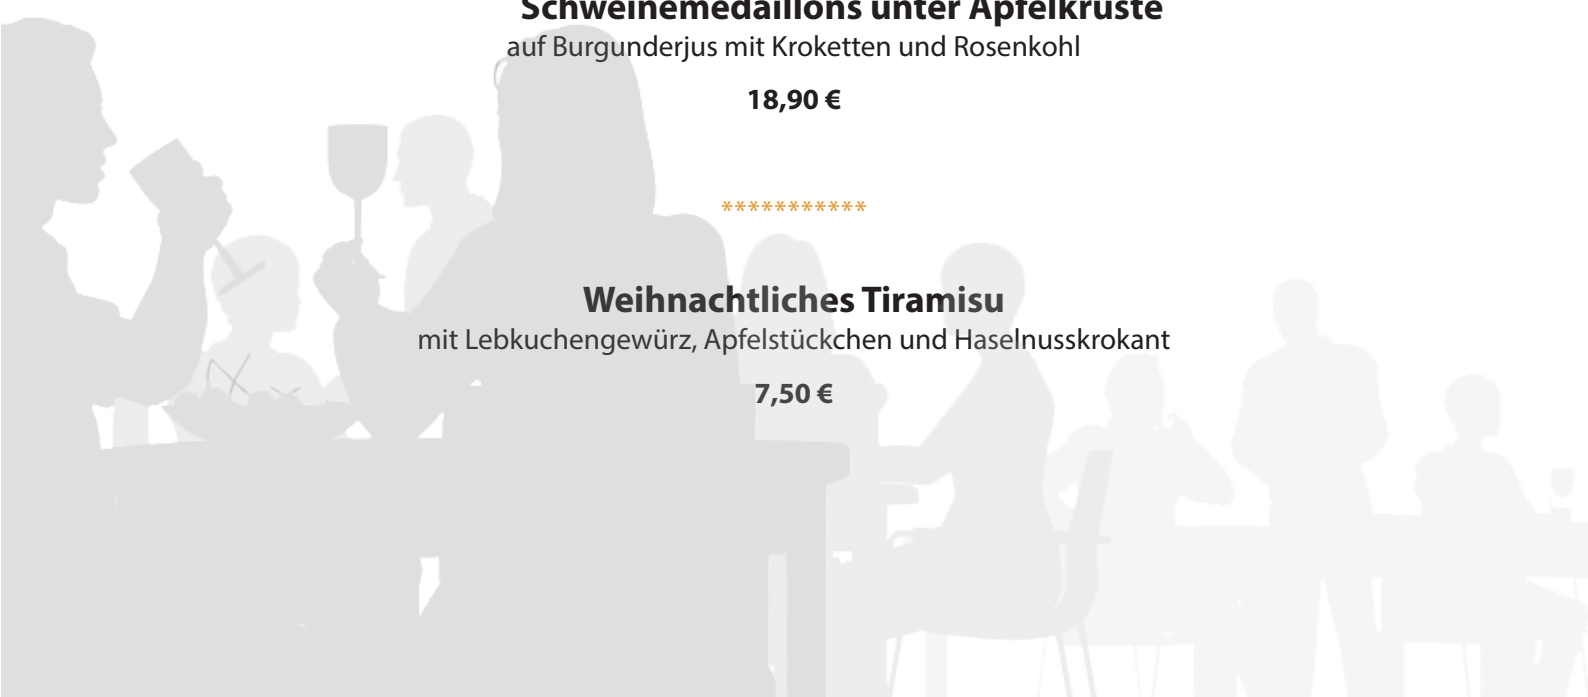 Schweinemedaillons unter Apfelkruste
auf Burgunderjus mit Kroketten und Rosenkohl
18,90 €
***********
Weihnachtliches Tiramisu
mit Lebkuchengewürz, Apfelstückchen und Haselnusskrokant
7,50 €